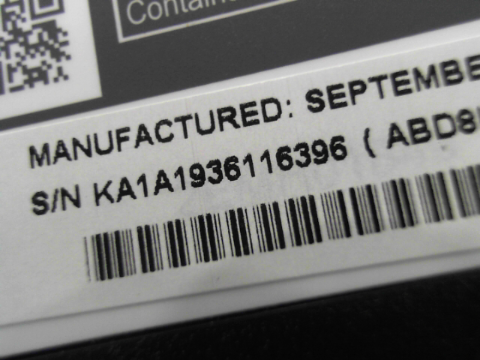 Contain
MANUFACTURED: SEPTEMBE
S/N KA1A1936116396 ( ABD8